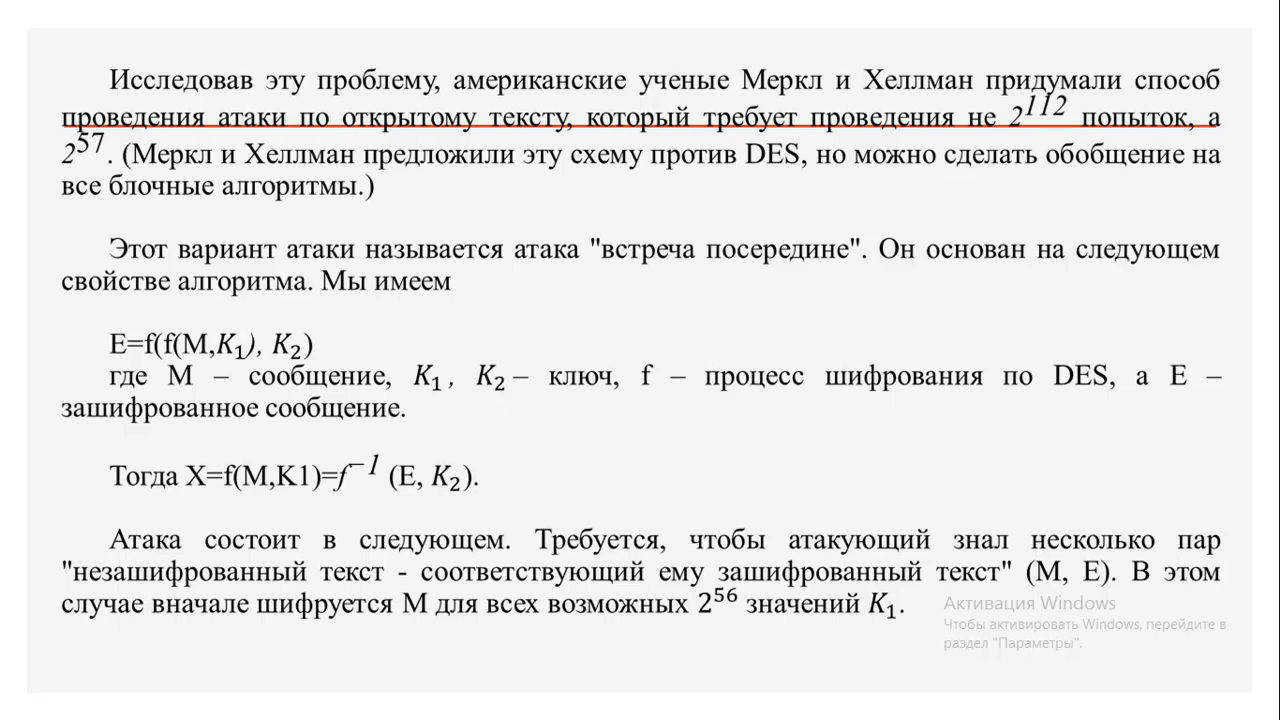 Исследовав эту проблему, американские ученые Меркл и Хеллман придумали способ
проведения атаки по открытому тексту, который требует проведения не 2^112 попыток, а
2^57. (Меркл и Хеллман предложили эту схему против DES, но можно сделать обобщение на
все блочные алгоритмы.)
Этот вариант атаки называется атака "встреча посередине". Он основан на следующем
свойстве алгоритма. Мы имеем
E=f(f(M,K₁), K₂)
где M – сообщение, K₁, K₂ – ключ, f – процесс шифрования по DES, а E –
зашифрованное сообщение.
Тогда X=f(M,K1)=f⁻¹ (E, K₂).
Атака состоит в следующем. Требуется, чтобы атакующий знал несколько пар
"незашифрованный текст - соответствующий ему зашифрованный текст" (M, E). В этом
случае вначале шифруется M для всех возможных 2^56 значений K₁.
Активация Windows
Чтобы активировать Windows, перейдите в
раздел "Параметры".